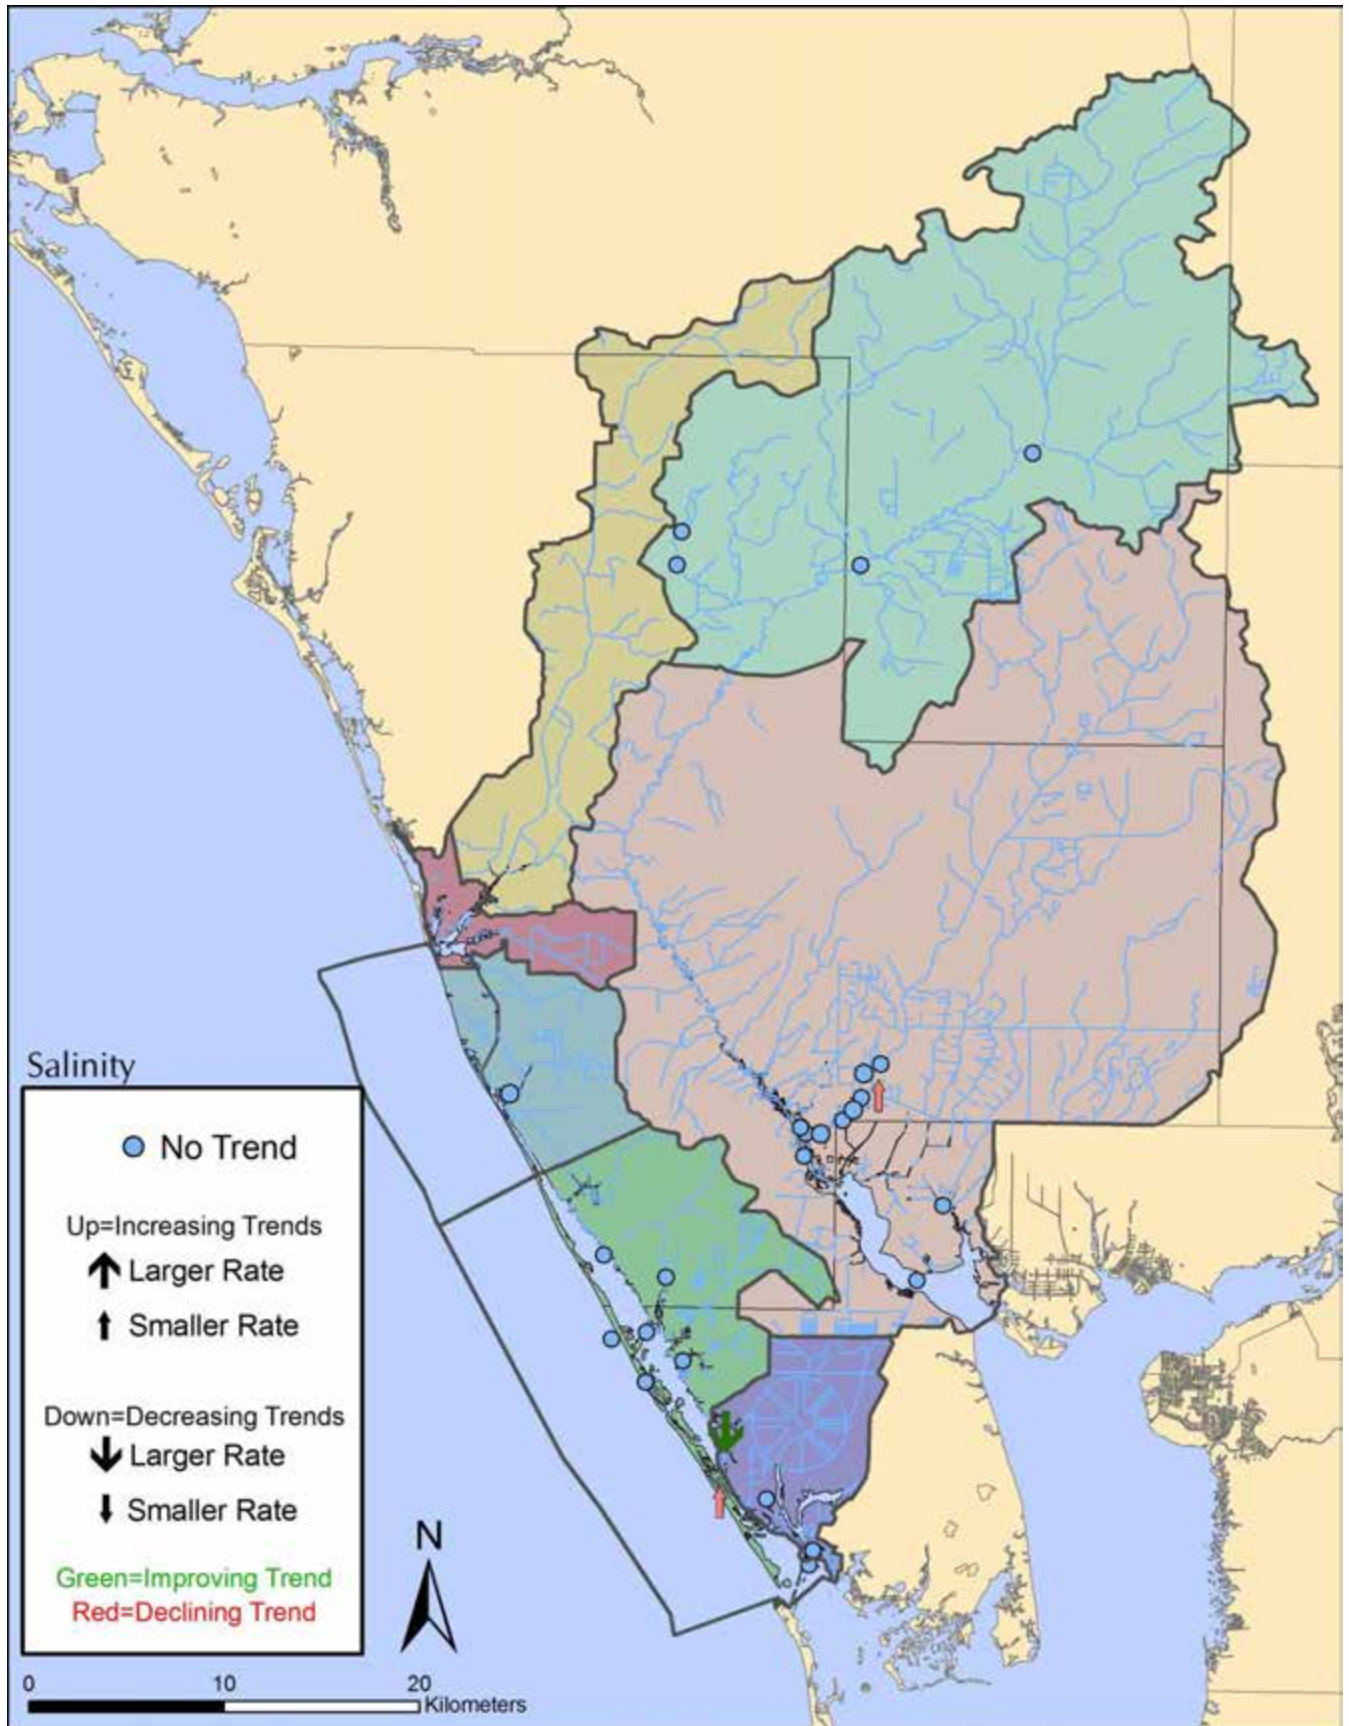 Salinity
No Trend
Up=Increasing Trends
Larger Rate
Smaller Rate
Down=Decreasing Trends
Larger Rate
Smaller Rate
Green=Improving Trend
Red=Declining Trend
N
0 10 20
Kilometers